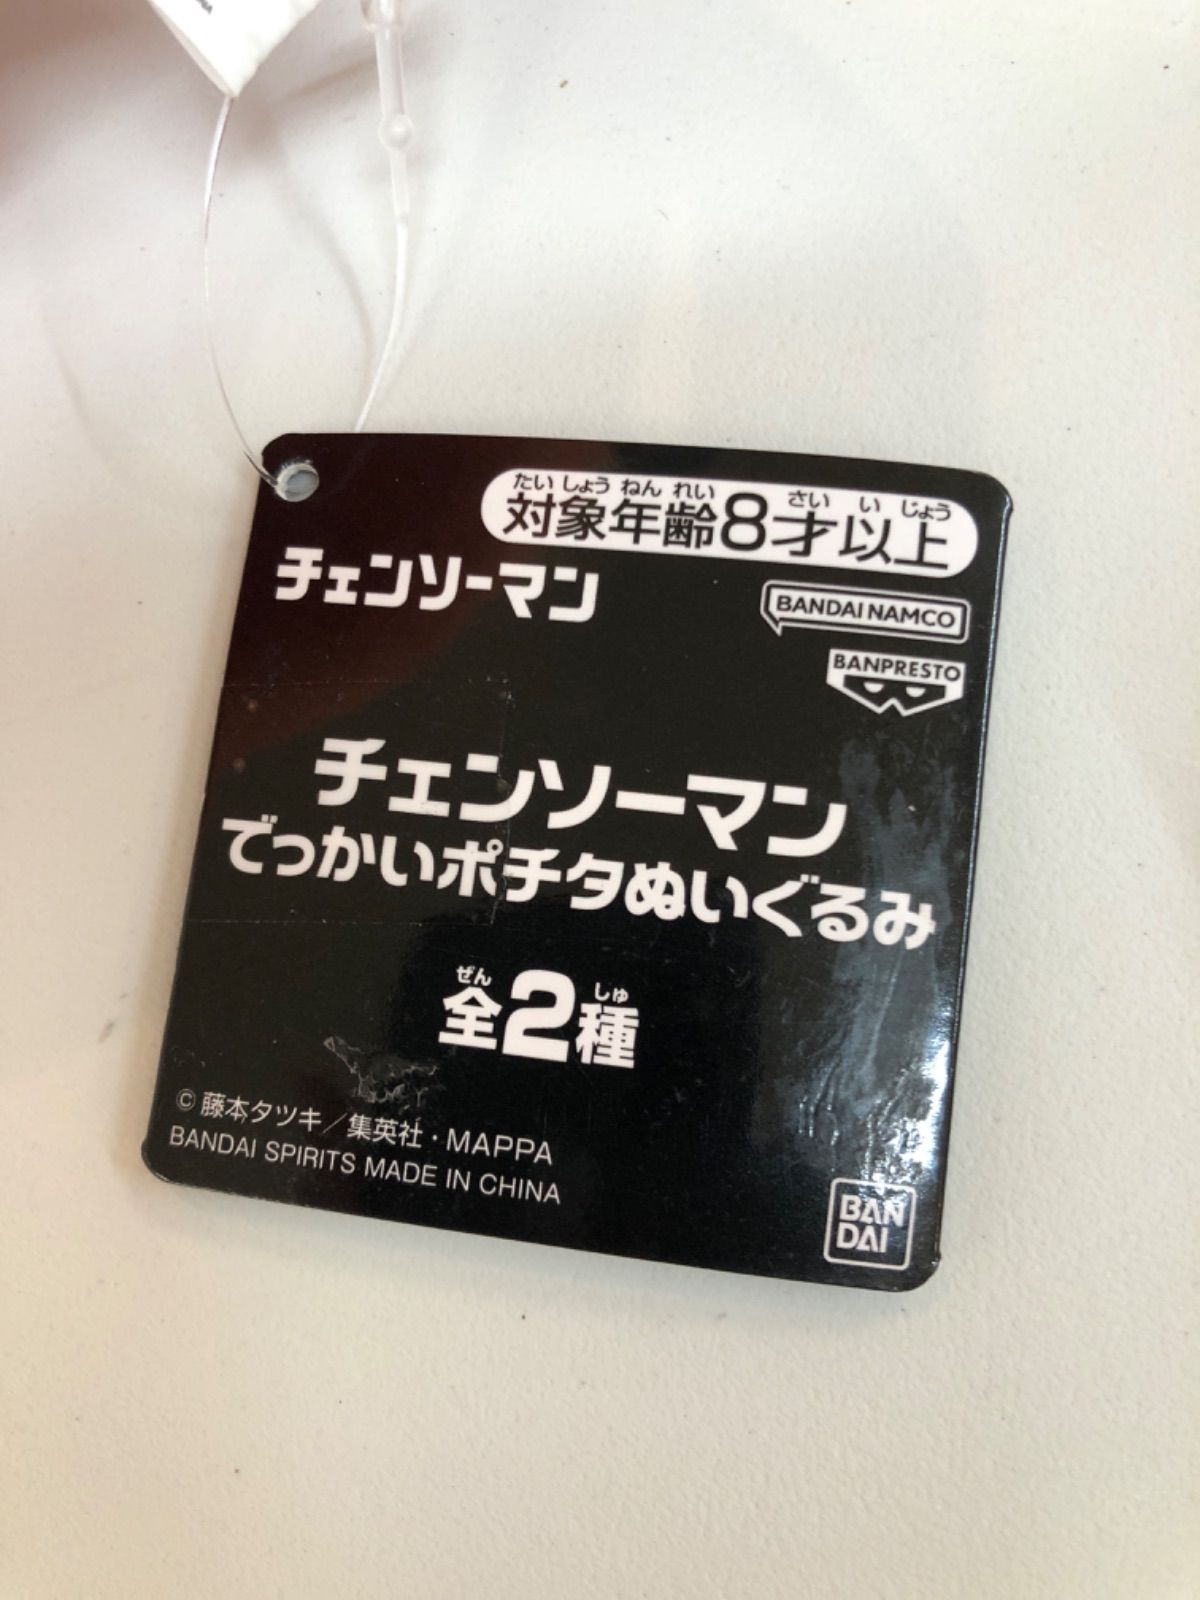 たいしょうねんれい さい いじょう
対象年齢8才以上
チェンソーマン
BANDAI NAMCO
BANPRESTO
チェンソーマン
でっかいポチタぬいぐるみ
ぜん しゅ
全2種
© 藤本タツキ／集英社・MAPPA
BANDAI SPIRITS MADE IN CHINA
BAN
DAI